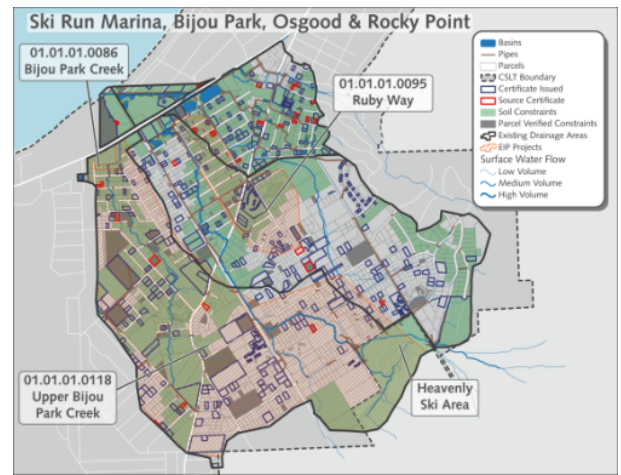 Ski Run Marina, Bijou Park, Osgood & Rocky Point
01.01.01.0086
Bijou Park Creek
01.01.01.0095
Ruby Way
Basins
Pipes
Parcels
CSLT Boundary
Certificate Issued
Source Certificate
Soil Constraints
Parcel Verified Constraints
Existing Drainage Areas
EIP Projects
Surface Water Flow
Low Volume
Medium Volume
High Volume
01.01.01.0118
Upper Bijou
Park Creek
Heavenly
Ski Area